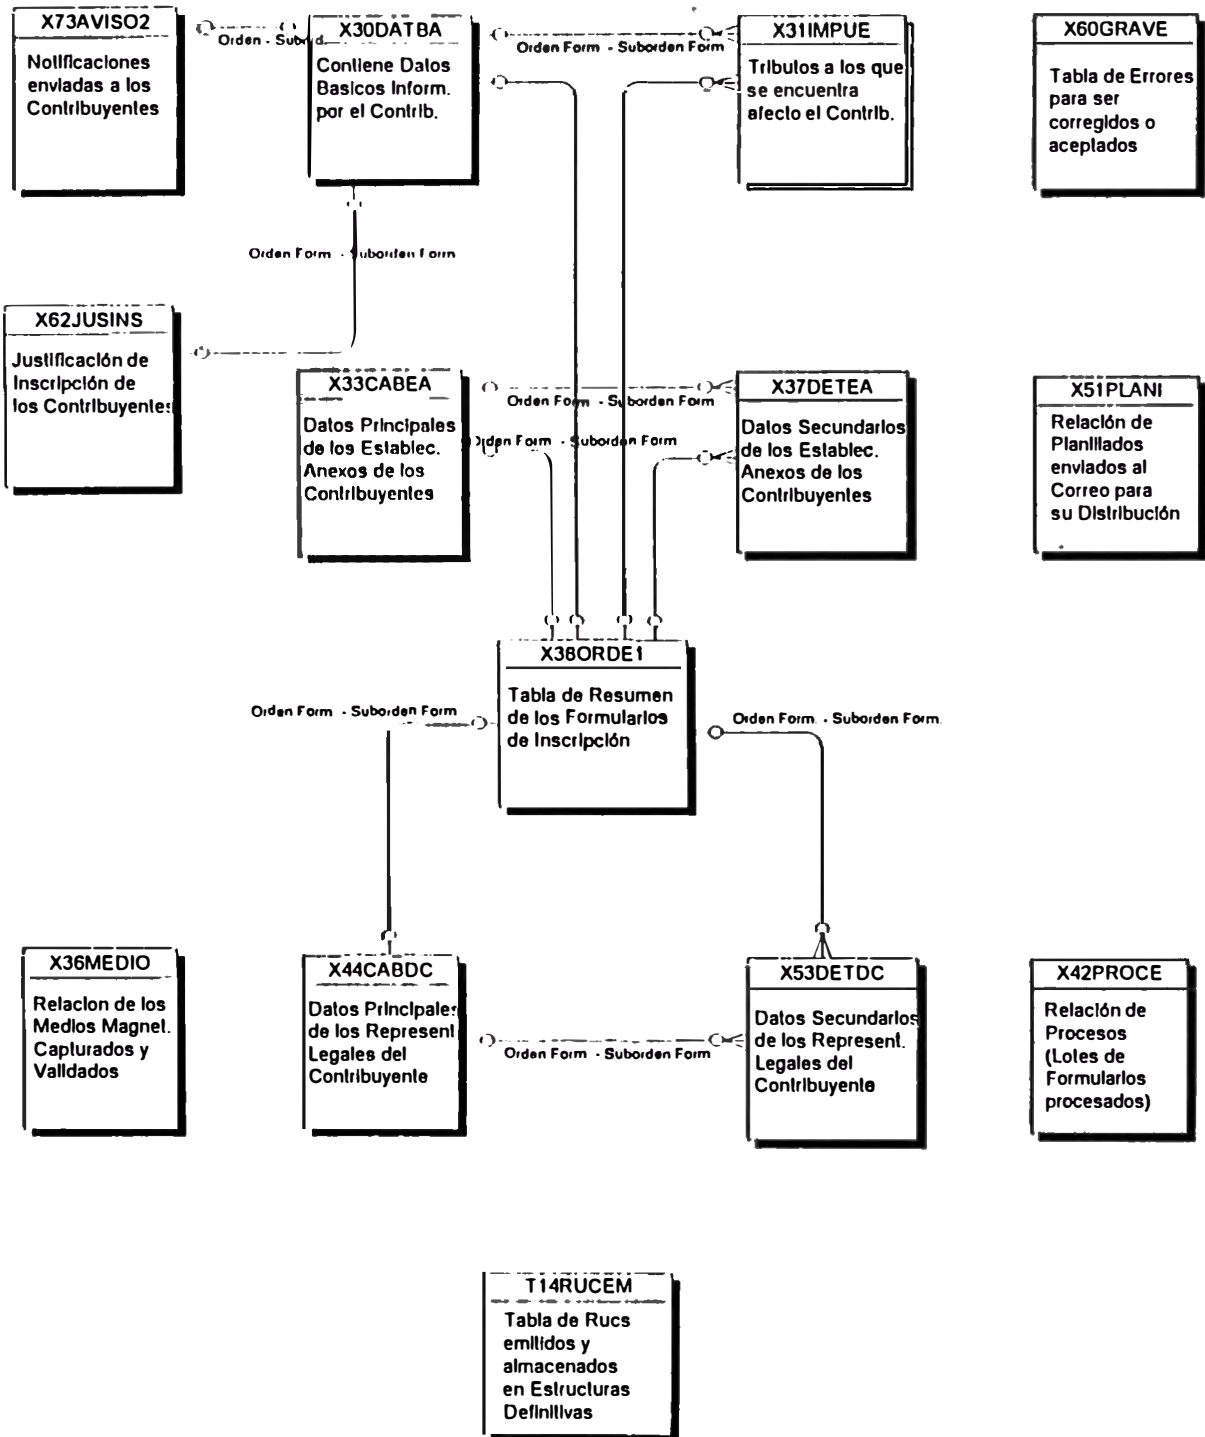 X73AVISO2
Notificaciones
enviadas a los
Contribuyentes
Orden - Subord.
X30DATBA
Contiene Datos
Basicos Inform.
por el Contrib.
Orden Form - Suborden Form
X31IMPUE
Tributos a los que
se encuentra
afecto el Contrib.
X60GRAVE
Tabla de Errores
para ser
corregidos o
aceptados
Orden Form - Suborden Form
X62JUSINS
Justificación de
Inscripción de
los Contribuyentes
X33CABEA
Datos Principales
de los Establec.
Anexos de los
Contribuyentes
Orden Form - Suborden Form
Orden Form - Suborden Form
X37DETEA
Datos Secundarios
de los Establec.
Anexos de los
Contribuyentes
X51PLANI
Relación de
Planillados
enviados al
Correo para
su Distribución
X38ORDE1
Tabla de Resumen
de los Formularios
de Inscripción
Orden Form - Suborden Form
Orden Form. - Suborden Form.
X36MEDIO
Relacion de los
Medios Magnet.
Capturados y
Validados
X44CABDC
Datos Principales
de los Represent
Legales del
Contribuyente
Orden Form - Suborden Form
X53DETDC
Datos Secundarios
de los Represent.
Legales del
Contribuyente
X42PROCE
Relación de
Procesos
(Lotes de
Formularios
procesados)
T14RUCEM
Tabla de Rucs
emitidos y
almacenados
en Estructuras
Definitivas